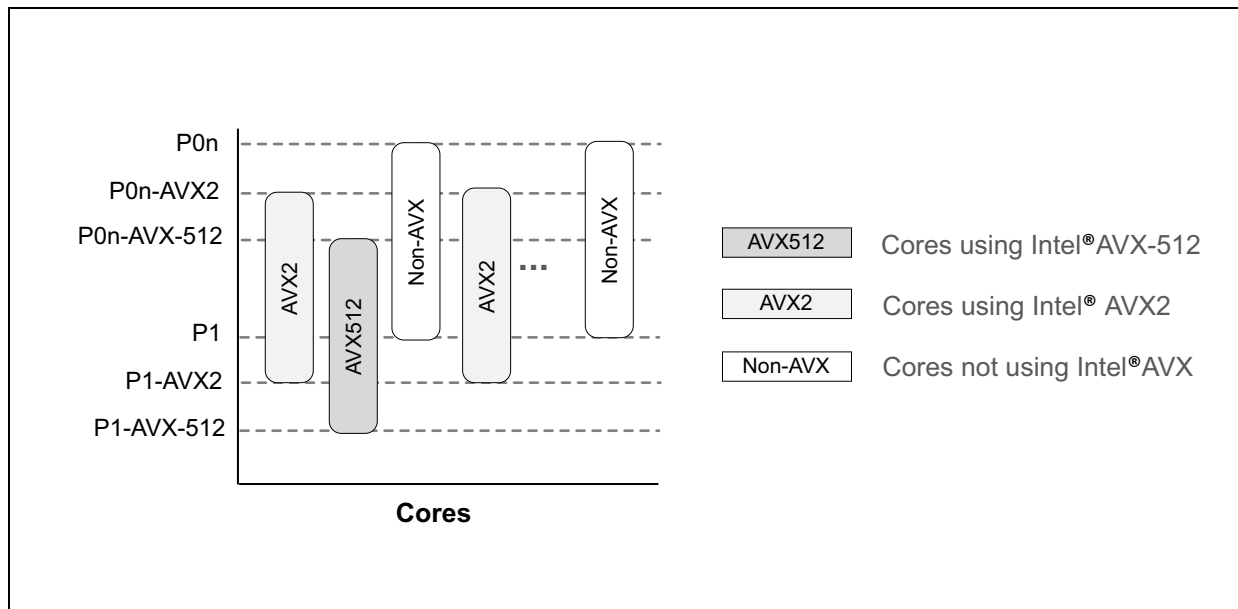 P0n
P0n-AVX2
P0n-AVX-512
P1
P1-AVX2
P1-AVX-512
AVX2
AVX512
Non-AVX
AVX2
...
Non-AVX
Cores
AVX512 Cores using Intel® AVX-512
AVX2 Cores using Intel® AVX2
Non-AVX Cores not using Intel® AVX